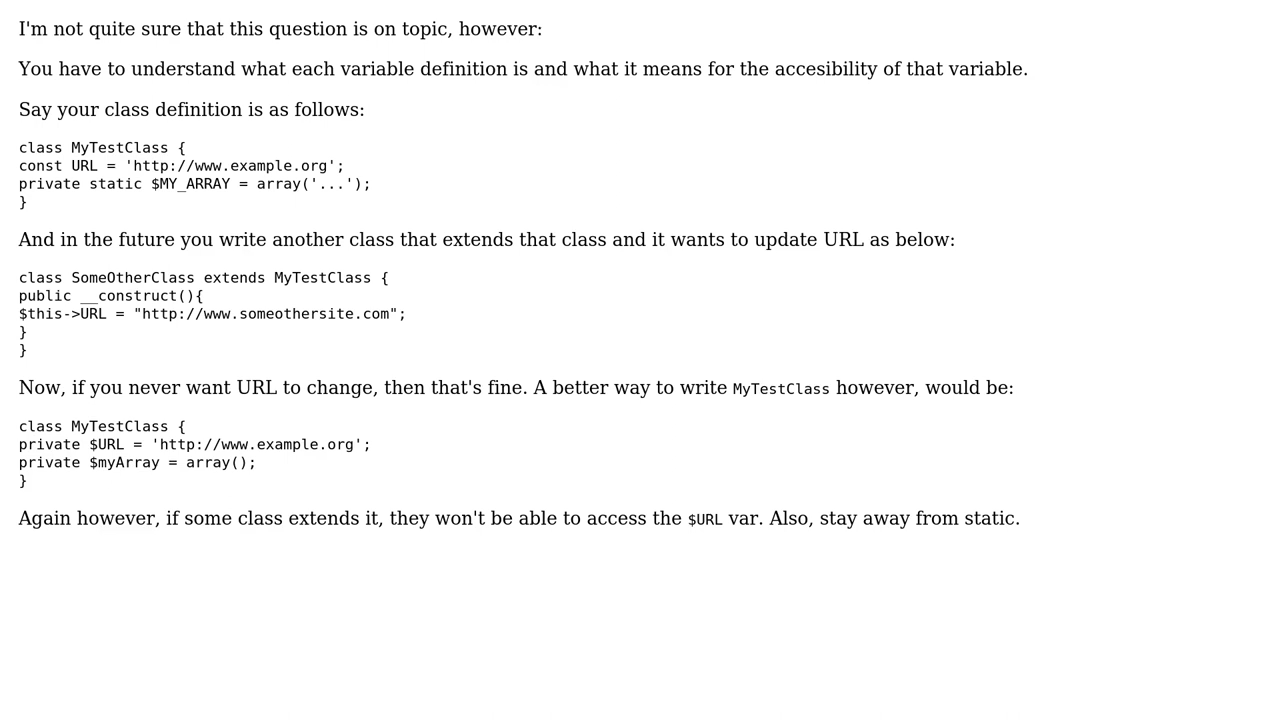 I'm not quite sure that this question is on topic, however:
You have to understand what each variable definition is and what it means for the accesibility of that variable.
Say your class definition is as follows:
class MyTestClass {
const URL = 'http://www.example.org';
private static $MY_ARRAY = array('...');
}
And in the future you write another class that extends that class and it wants to update URL as below:
class SomeOtherClass extends MyTestClass {
public __construct(){
$this->URL = "http://www.someothersite.com";
}
}
Now, if you never want URL to change, then that's fine. A better way to write MyTestClass however, would be:
class MyTestClass {
private $URL = 'http://www.example.org';
private $myArray = array();
}
Again however, if some class extends it, they won't be able to access the $URL var. Also, stay away from static.